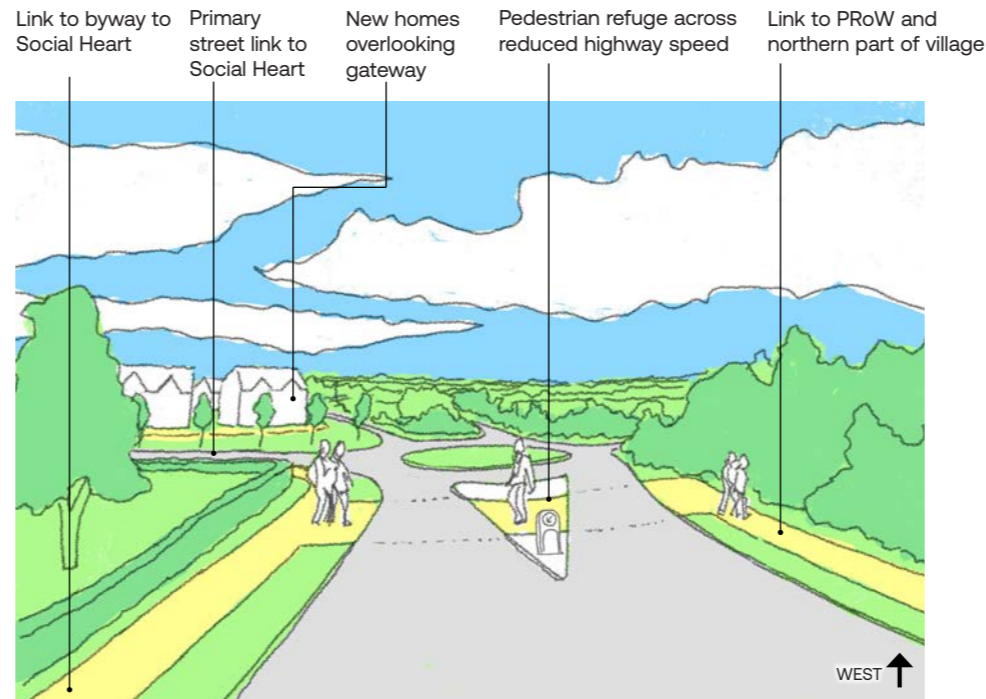 Link to byway to
Social Heart
Primary
street link to
Social Heart
New homes
overlooking
gateway
Pedestrian refuge across
reduced highway speed
Link to PRoW and
northern part of village
WEST